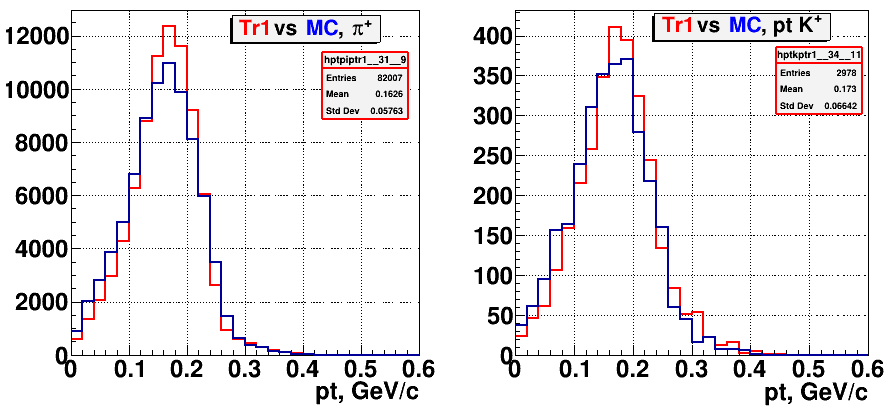 Tr1 vs MC, π⁺
hptpiptr1__31__9
Entries 82007
Mean 0.1626
Std Dev 0.05763
12000
10000
8000
6000
4000
2000
0
0 0.1 0.2 0.3 0.4 0.5 0.6
pt, GeV/c
Tr1 vs MC, pt K⁺
hptkptr1__34__11
Entries 2978
Mean 0.173
Std Dev 0.06642
400
350
300
250
200
150
100
50
0
0 0.1 0.2 0.3 0.4 0.5 0.6
pt, GeV/c